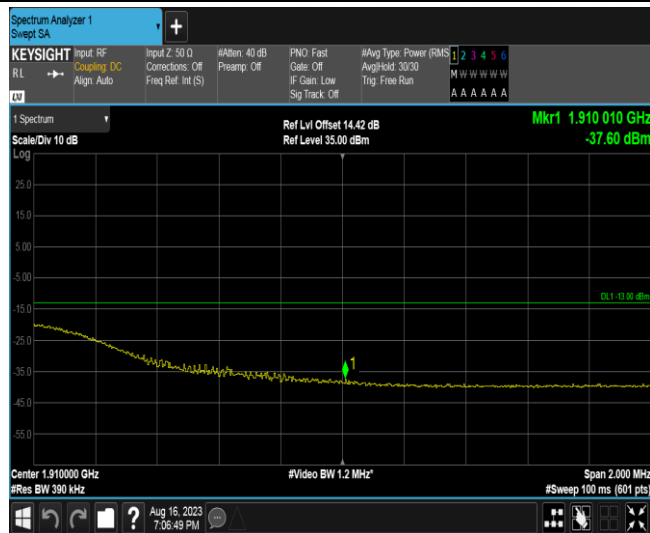 Spectrum Analyzer 1
Swept SA
+
KEYSIGHT Input: RF Input Z: 50 Ω #Atten: 40 dB PNO: Fast #Avg Type: Power (RMS 1 2 3 4 5 6
RL Coupling: DC Corrections: Off Preamp: Off Gate: Off Avg|Hold: 30/30 M W W W W W
Align: Auto Freq Ref: Int (S) IF Gain: Low Trig: Free Run
LXI Sig Track: Off A A A A A A
1 Spectrum Ref Lvl Offset 14.42 dB Mkr1 1.910 010 GHz
Scale/Div 10 dB Ref Level 35.00 dBm -37.60 dBm
Log
25.0
15.0
5.00
-5.00
DL1 -13.00 dBm
-15.0
-25.0
1
-35.0
-45.0
-55.0
Center 1.910000 GHz #Video BW 1.2 MHz* Span 2.000 MHz
#Res BW 390 kHz #Sweep 100 ms (601 pts)
? Aug 16, 2023
7:06:49 PM